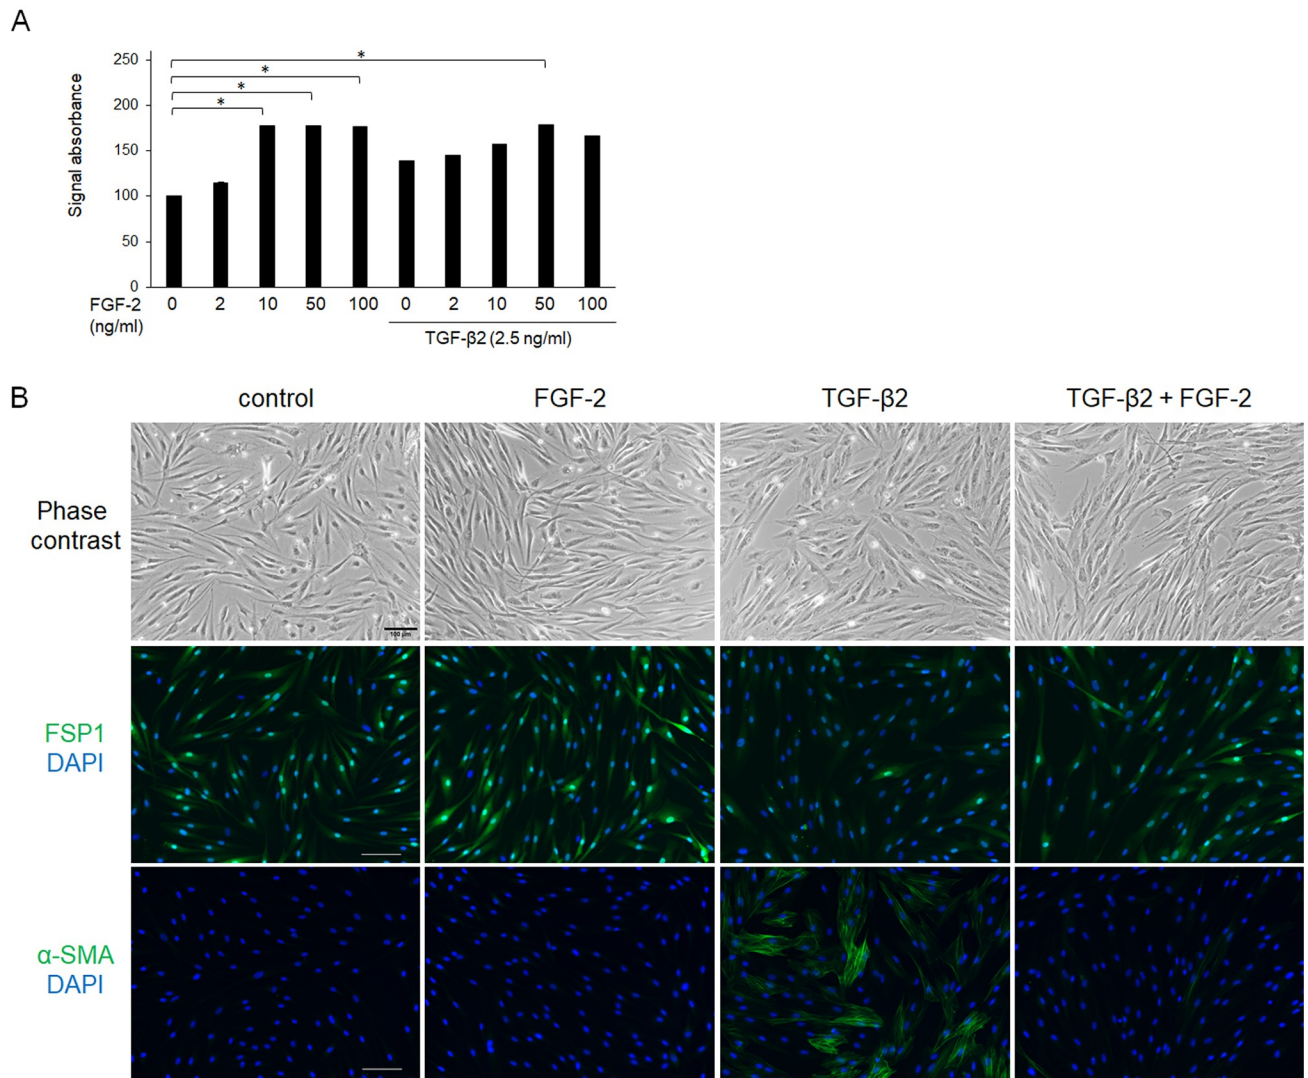 A
Signal absorbance
250
200
150
100
50
0
*
*
*
*
FGF-2 0 2 10 50 100 0 2 10 50 100
(ng/ml)
TGF-β2 (2.5 ng/ml)
B
control FGF-2 TGF-β2 TGF-β2 + FGF-2
Phase
contrast
100 μm
FSP1
DAPI
α-SMA
DAPI